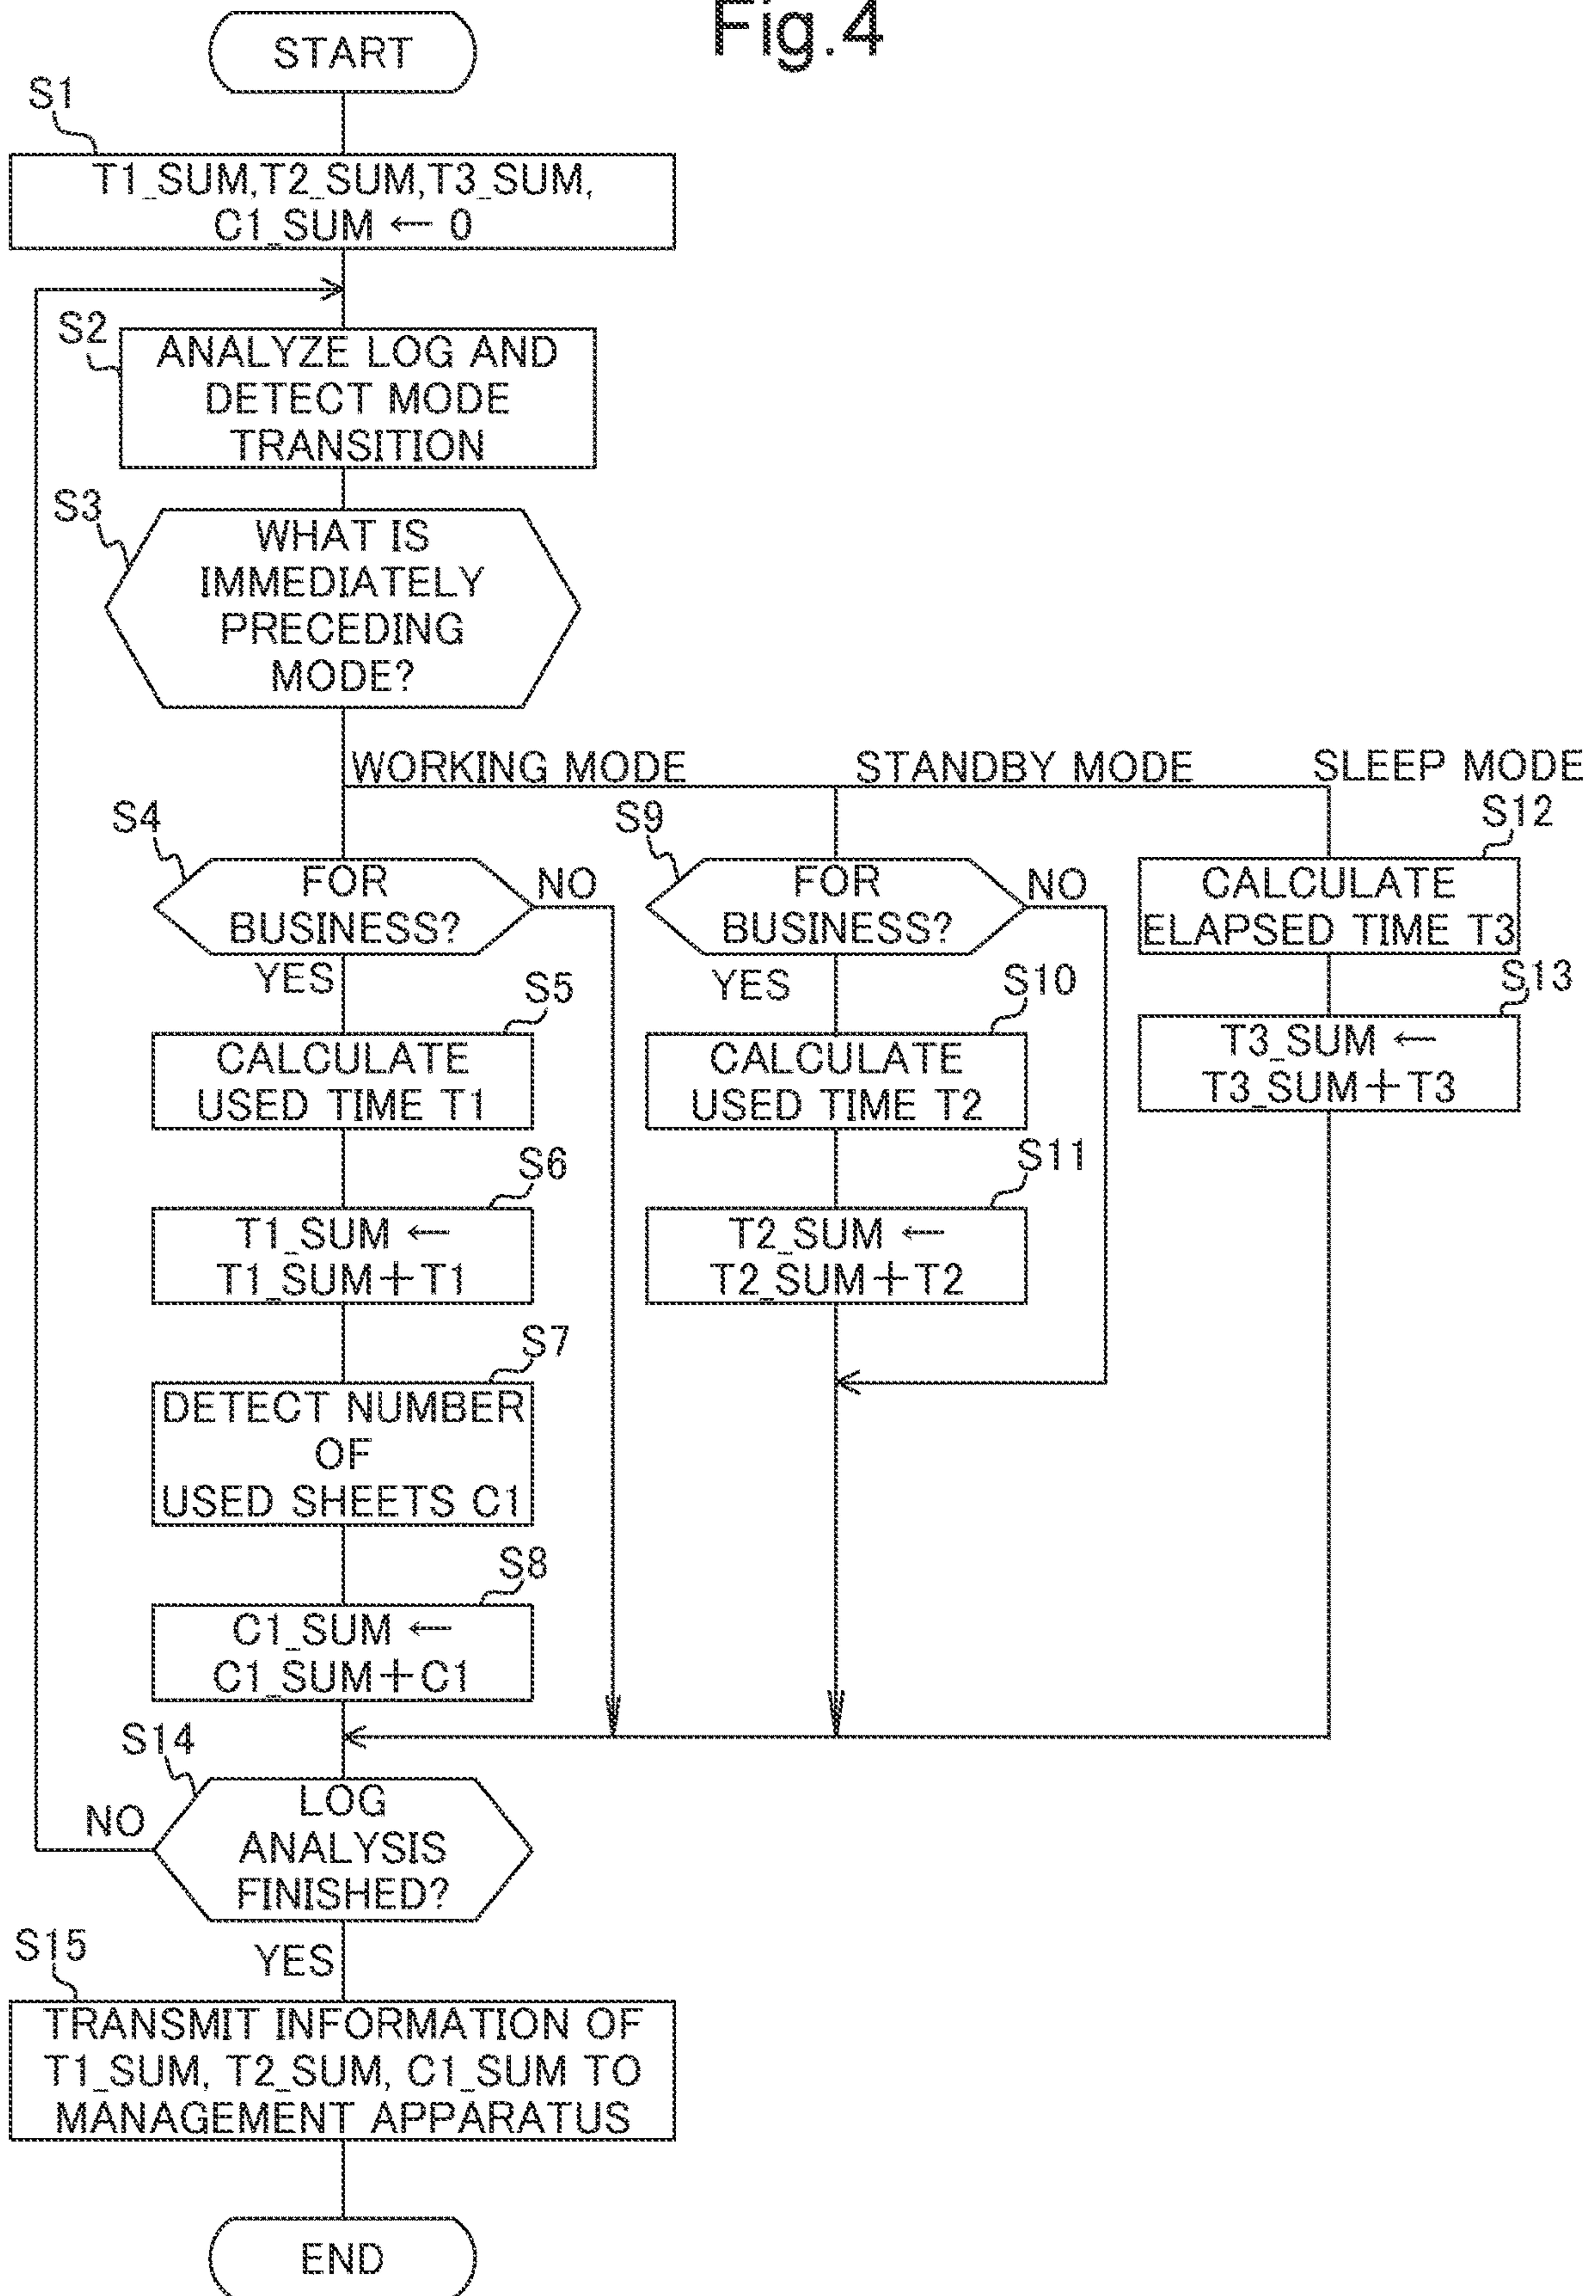 Fig.4
START
S1
T1_SUM,T2_SUM,T3_SUM,
C1_SUM ← 0
S2
ANALYZE LOG AND
DETECT MODE
TRANSITION
S3
WHAT IS
IMMEDIATELY
PRECEDING
MODE?
WORKING MODE
STANDBY MODE
SLEEP MODE
S4
FOR
BUSINESS?
NO
YES
S5
CALCULATE
USED TIME T1
S6
T1_SUM ←
T1_SUM+T1
S7
DETECT NUMBER
OF
USED SHEETS C1
S8
C1_SUM ←
C1_SUM+C1
S9
FOR
BUSINESS?
NO
YES
S10
CALCULATE
USED TIME T2
S11
T2_SUM ←
T2_SUM+T2
S12
CALCULATE
ELAPSED TIME T3
S13
T3_SUM ←
T3_SUM+T3
S14
LOG
ANALYSIS
FINISHED?
NO
YES
S15
TRANSMIT INFORMATION OF
T1_SUM, T2_SUM, C1_SUM TO
MANAGEMENT APPARATUS
END